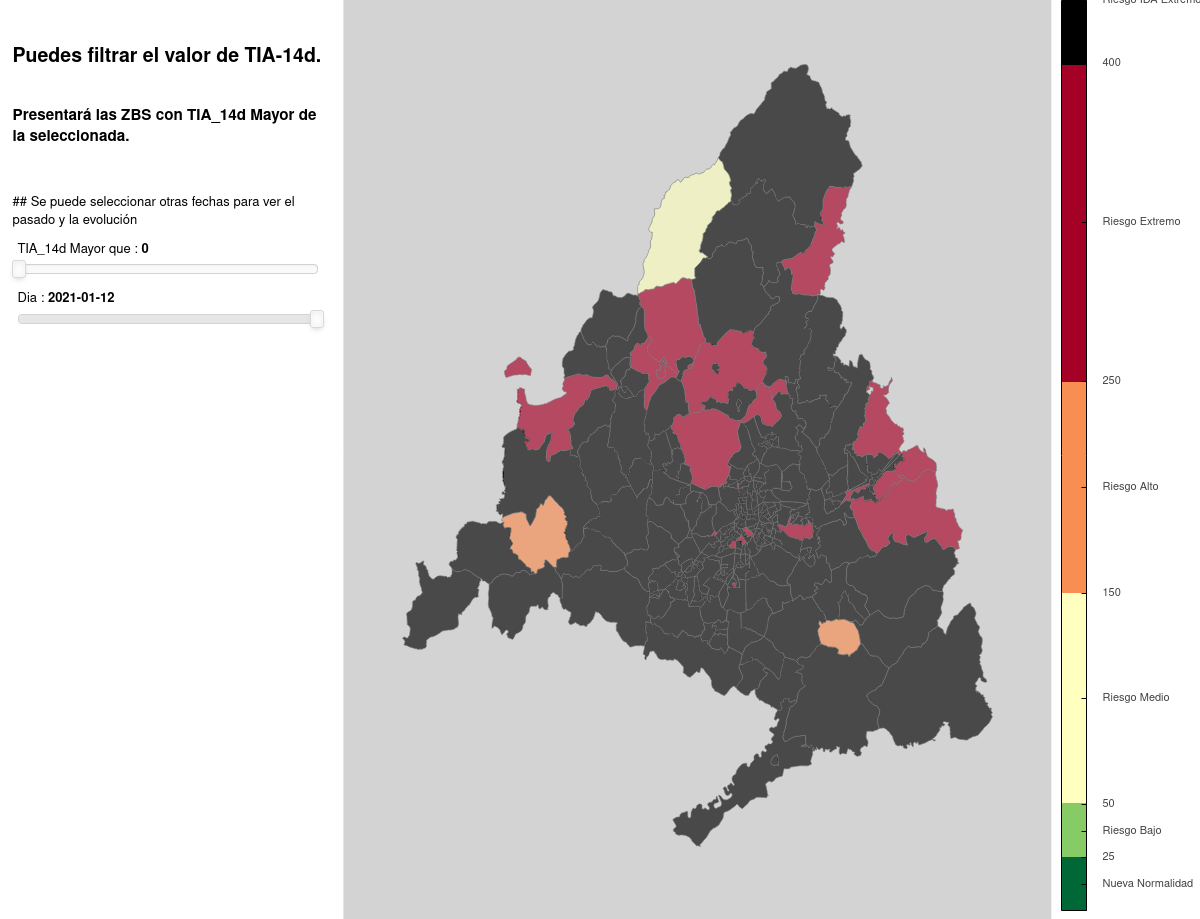 Puedes filtrar el valor de TIA-14d.
Presentará las ZBS con TIA_14d Mayor de
la seleccionada.
## Se puede seleccionar otras fechas para ver el
pasado y la evolución
TIA_14d Mayor que : 0
Dia : 2021-01-12
Riesgo IDA Extremo
400
Riesgo Extremo
250
Riesgo Alto
150
Riesgo Medio
50
Riesgo Bajo
25
Nueva Normalidad